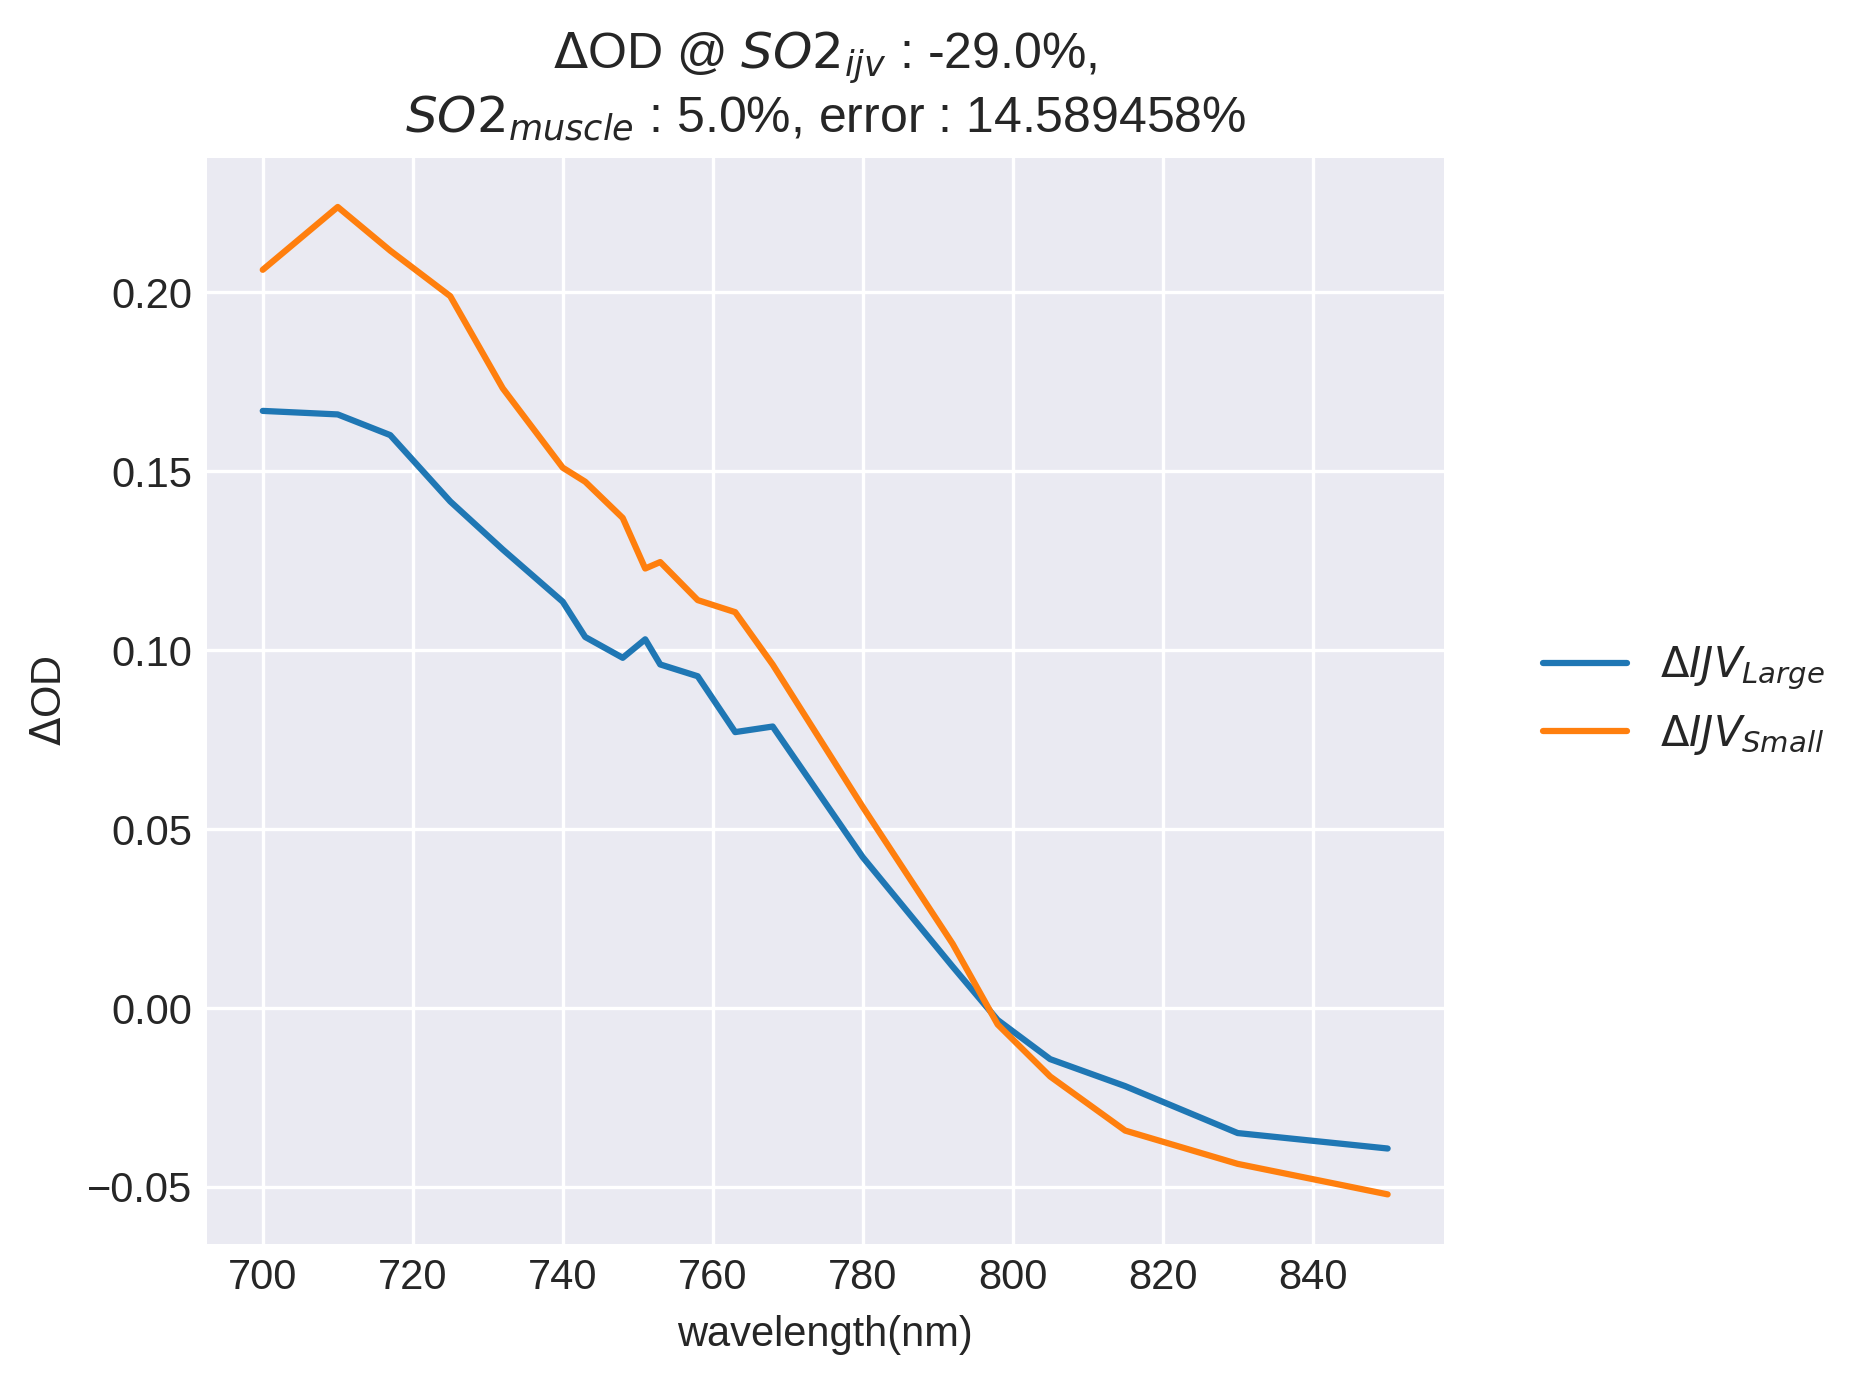 ΔOD @ SO2ijv : -29.0%,
SO2muscle : 5.0%, error : 14.589458%
ΔOD
0.20
0.15
0.10
0.05
0.00
−0.05
700 720 740 760 780 800 820 840
wavelength(nm)
ΔIJVLarge
ΔIJVSmall